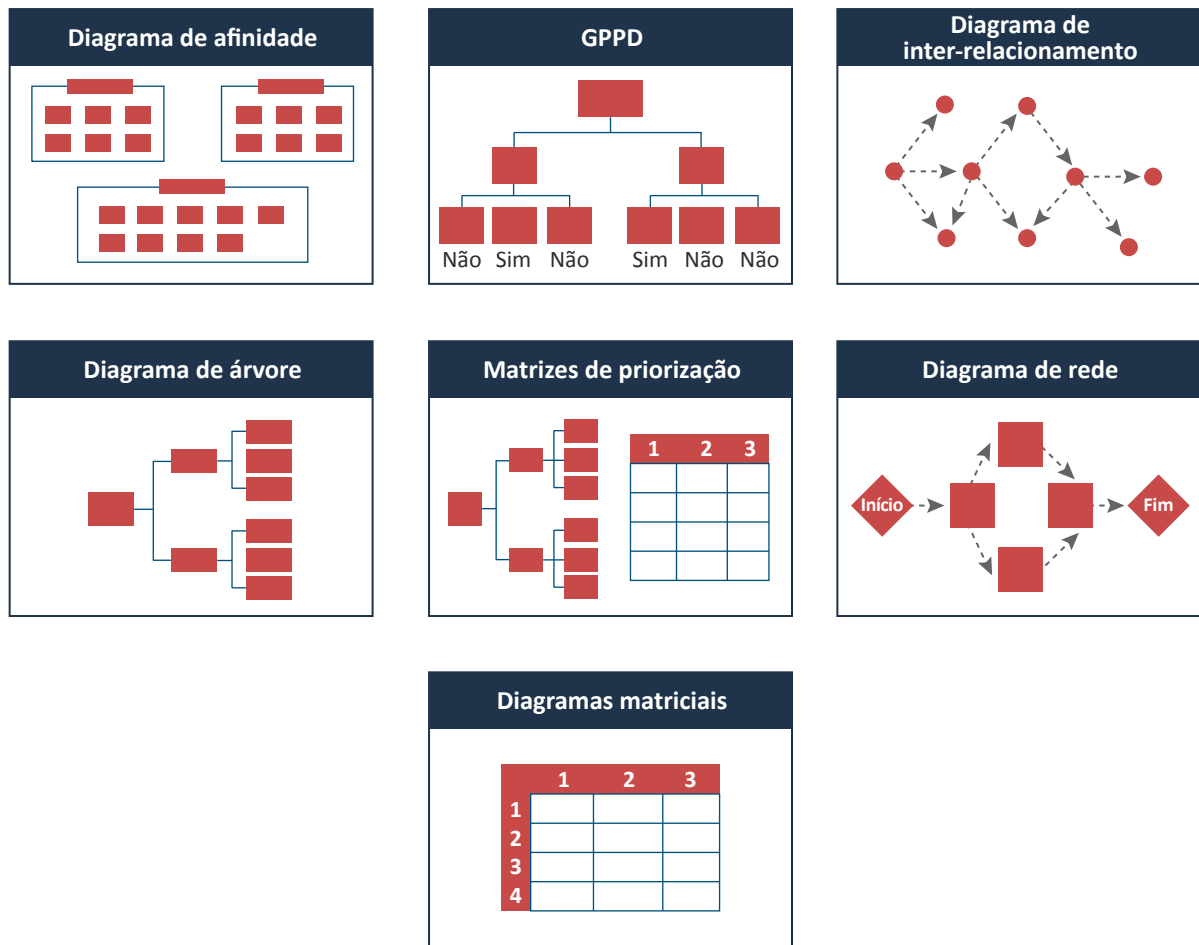 Diagrama de afinidade
GPPD
Não Sim Não Sim Não Não
Diagrama de
inter-relacionamento
Diagrama de árvore
Matrizes de priorização
1 2 3
Diagrama de rede
Início Fim
Diagramas matriciais
1 2 3
1
2
3
4